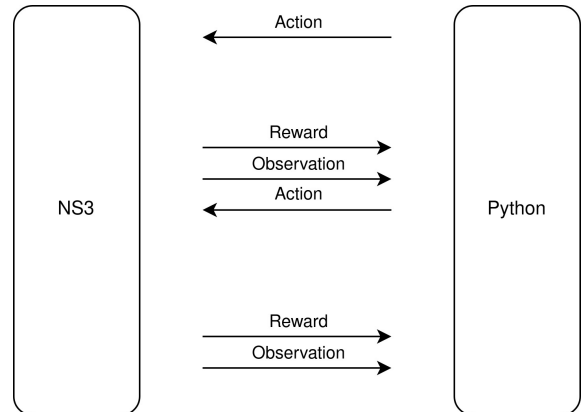 Action
Reward
Observation
Action
NS3
Python
Reward
Observation